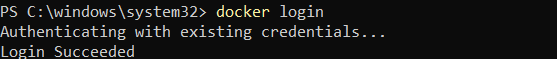 PS C:\windows\system32> docker login
Authenticating with existing credentials...
Login Succeeded